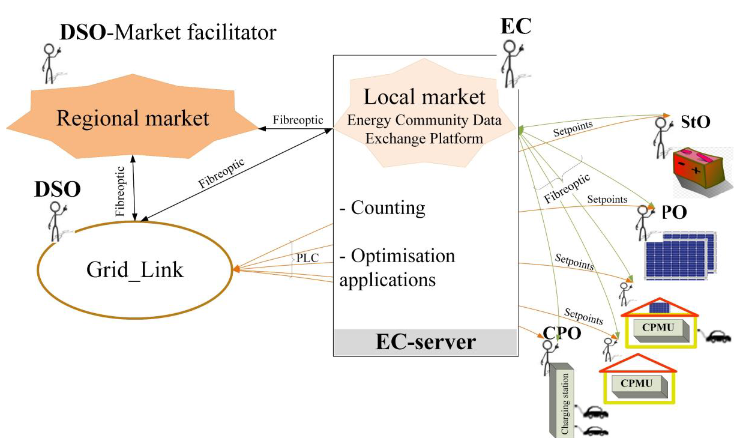 DSO-Market facilitator
EC
Regional market
Fibreoptic
Local market
Energy Community Data
Exchange Platform
Setpoints
StO
- +
DSO
Fibreoptic
Fibreoptic
Fibreoptic
Setpoints
PO
- Counting
Grid_Link
PLC
- Optimisation
applications
Setpoints
Setpoints
CPMU
EC-server
CPO
CPMU
Charging station